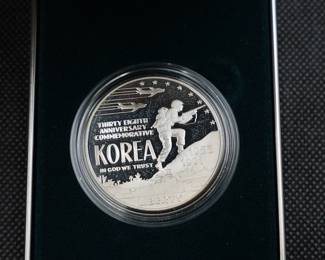 THIRTY EIGHTH
ANNIVERSARY
COMMEMORATIVE
KOREA
IN GOD WE TRUST